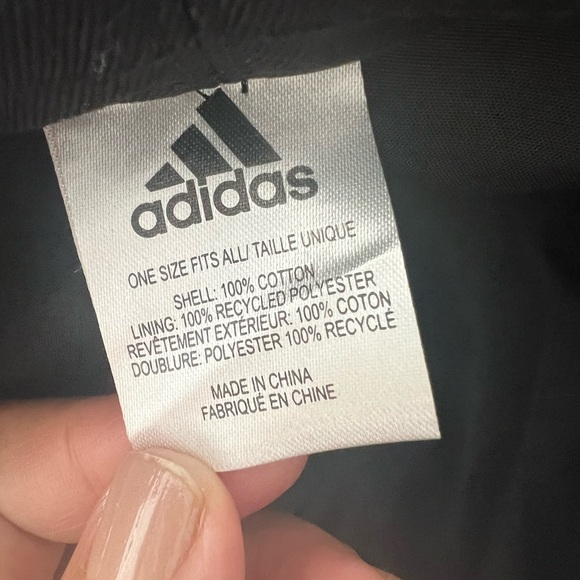 adidas
ONE SIZE FITS ALL/ TAILLE UNIQUE
SHELL: 100% COTTON
LINING: 100% RECYCLED POLYESTER
REVÊTEMENT EXTÉRIEUR: 100% COTON
DOUBLURE: POLYESTER 100% RECYCLÉ
MADE IN CHINA
FABRIQUÉ EN CHINE